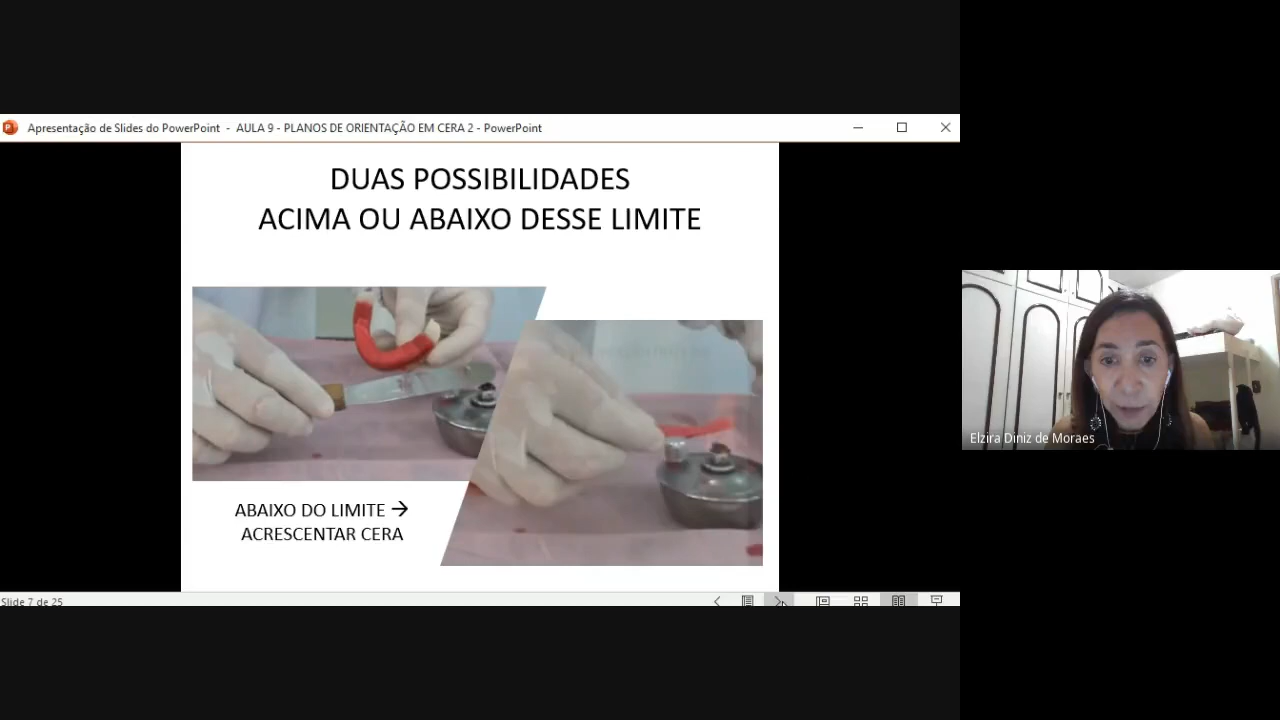 Apresentação de Slides do PowerPoint - AULA 9 - PLANOS DE ORIENTAÇÃO EM CERA 2 - PowerPoint
DUAS POSSIBILIDADES
ACIMA OU ABAIXO DESSE LIMITE
ABAIXO DO LIMITE →
ACRESCENTAR CERA
Slide 7 de 25
Elzira Diniz de Moraes